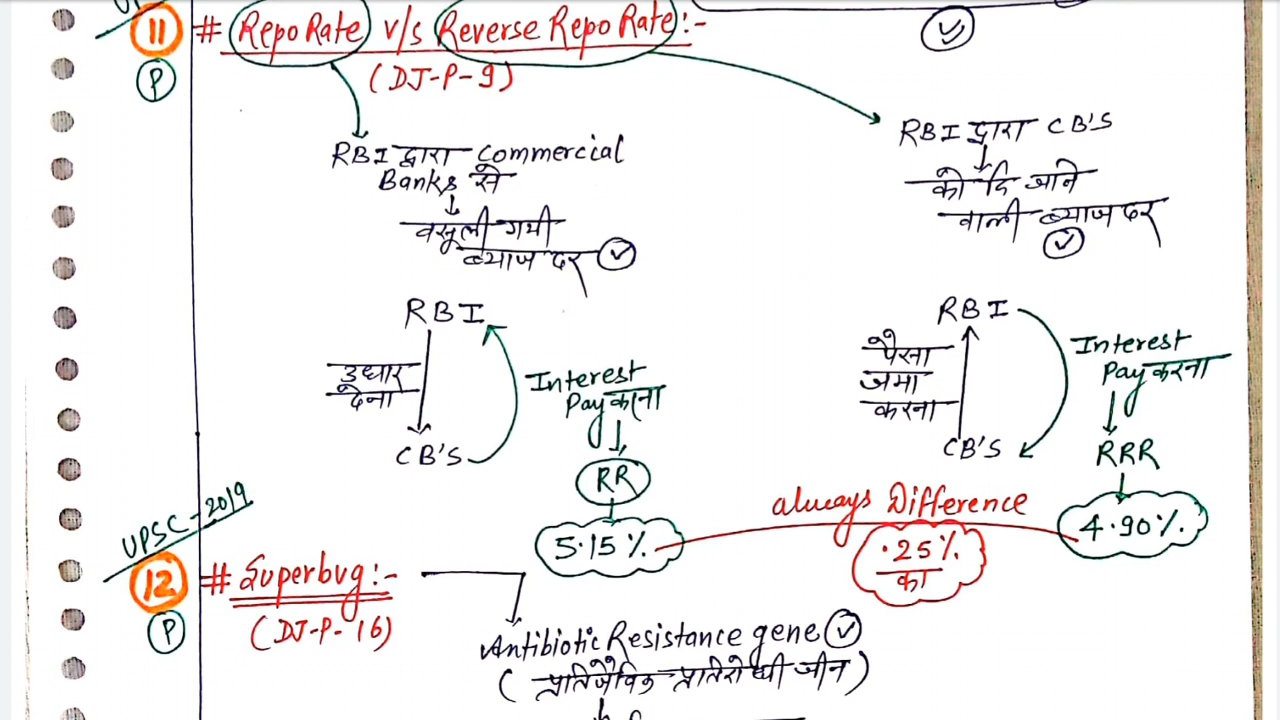 11 # Repo Rate v/s Reverse Repo Rate:-
P
(DJ-P-9)
RBI द्वारा Commercial
Banks से
वसूली गयी
ब्याज दर
RBI द्वारा CB'S
को दि जाने
वाली ब्याज दर
RBI
उधार
देना
Interest
Pay करना
CB'S
RR
5.15%
RBI
पैसा
जमा
करना
Interest
Pay करना
CB'S
RRR
4.90%
always Difference
.25%
का
UPSC-2019
12 # Superbug:-
P
(DJ-P-16)
Antibiotic Resistance gene
(प्रतिजैविक प्रतिरोधी जीन)